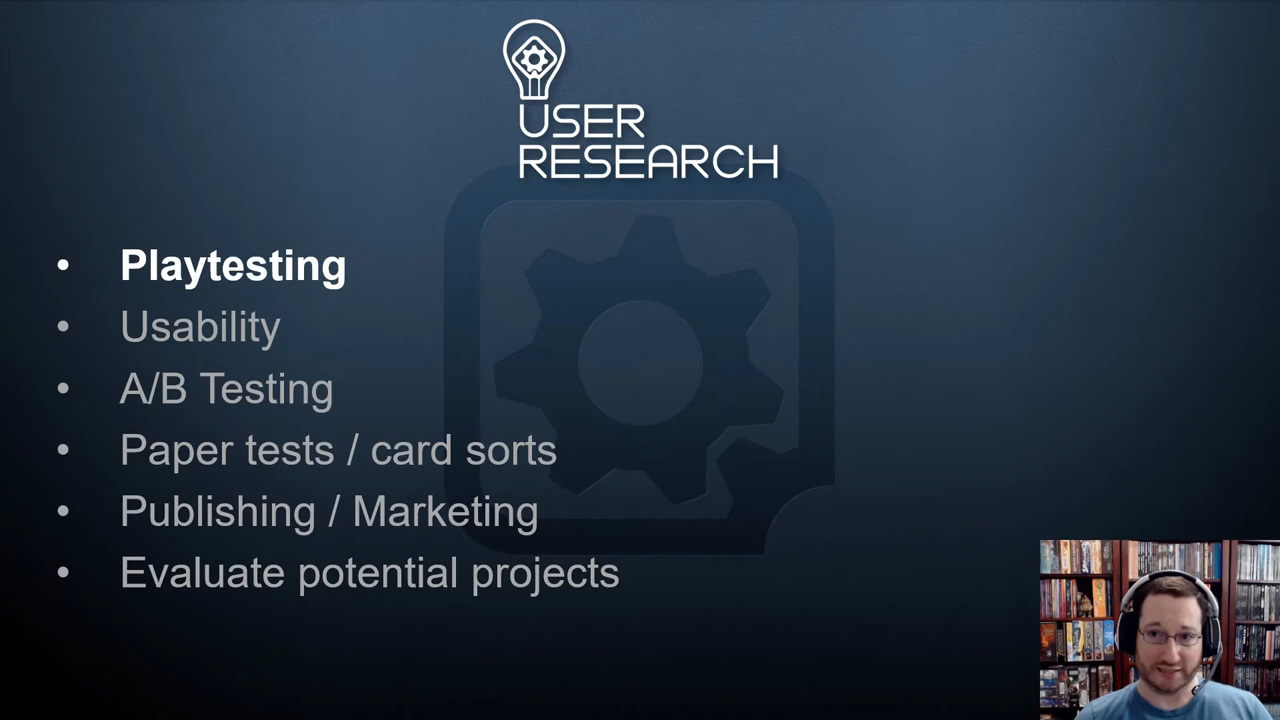 USER
RESEARCH
• Playtesting
• Usability
• A/B Testing
• Paper tests / card sorts
• Publishing / Marketing
• Evaluate potential projects